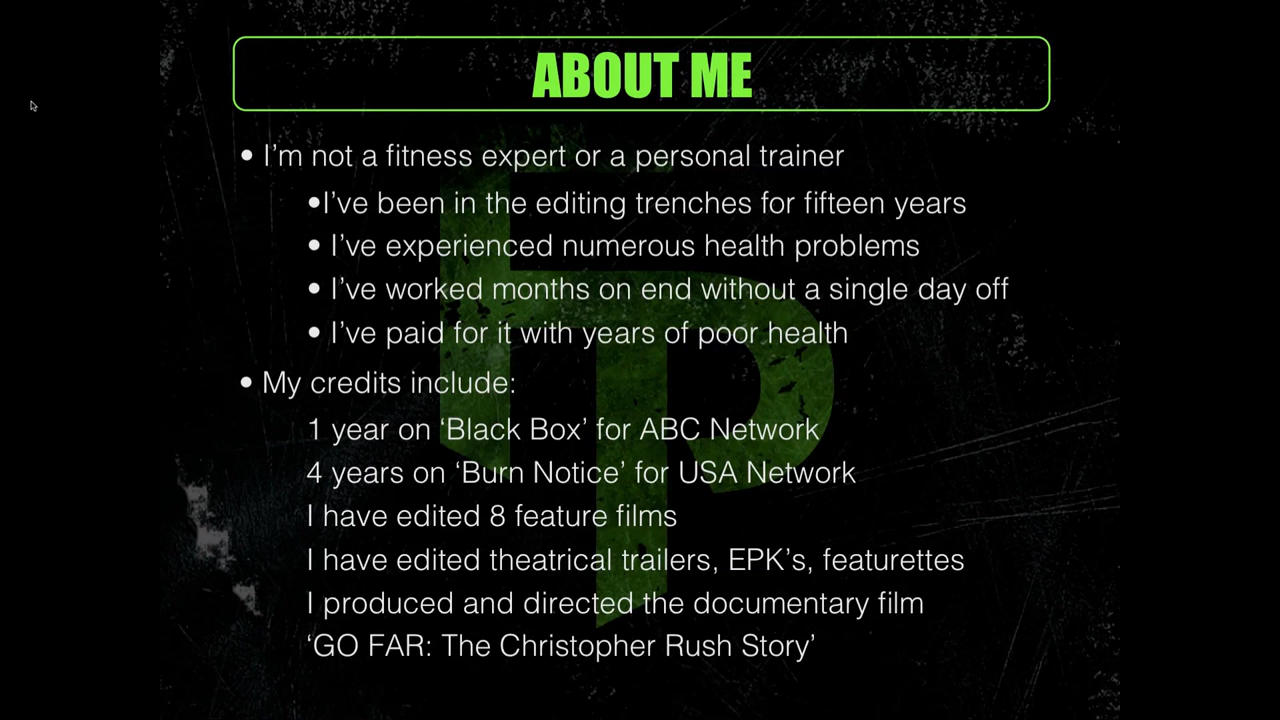 ABOUT ME
• I’m not a fitness expert or a personal trainer
•I’ve been in the editing trenches for fifteen years
• I’ve experienced numerous health problems
• I’ve worked months on end without a single day off
• I’ve paid for it with years of poor health
• My credits include:
1 year on ‘Black Box’ for ABC Network
4 years on ‘Burn Notice’ for USA Network
I have edited 8 feature films
I have edited theatrical trailers, EPK’s, featurettes
I produced and directed the documentary film
‘GO FAR: The Christopher Rush Story’